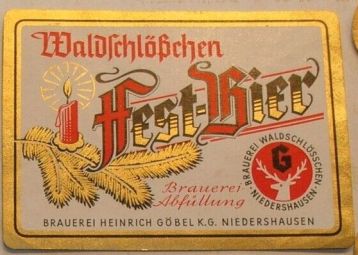 Waldschlößchen
Fest-Bier
Brauerei-
Abfüllung
BRAUEREI WALDSCHLÖSSCHEN
G
NIEDERSHAUSEN
BRAUEREI HEINRICH GÖBEL K.G. NIEDERSHAUSEN